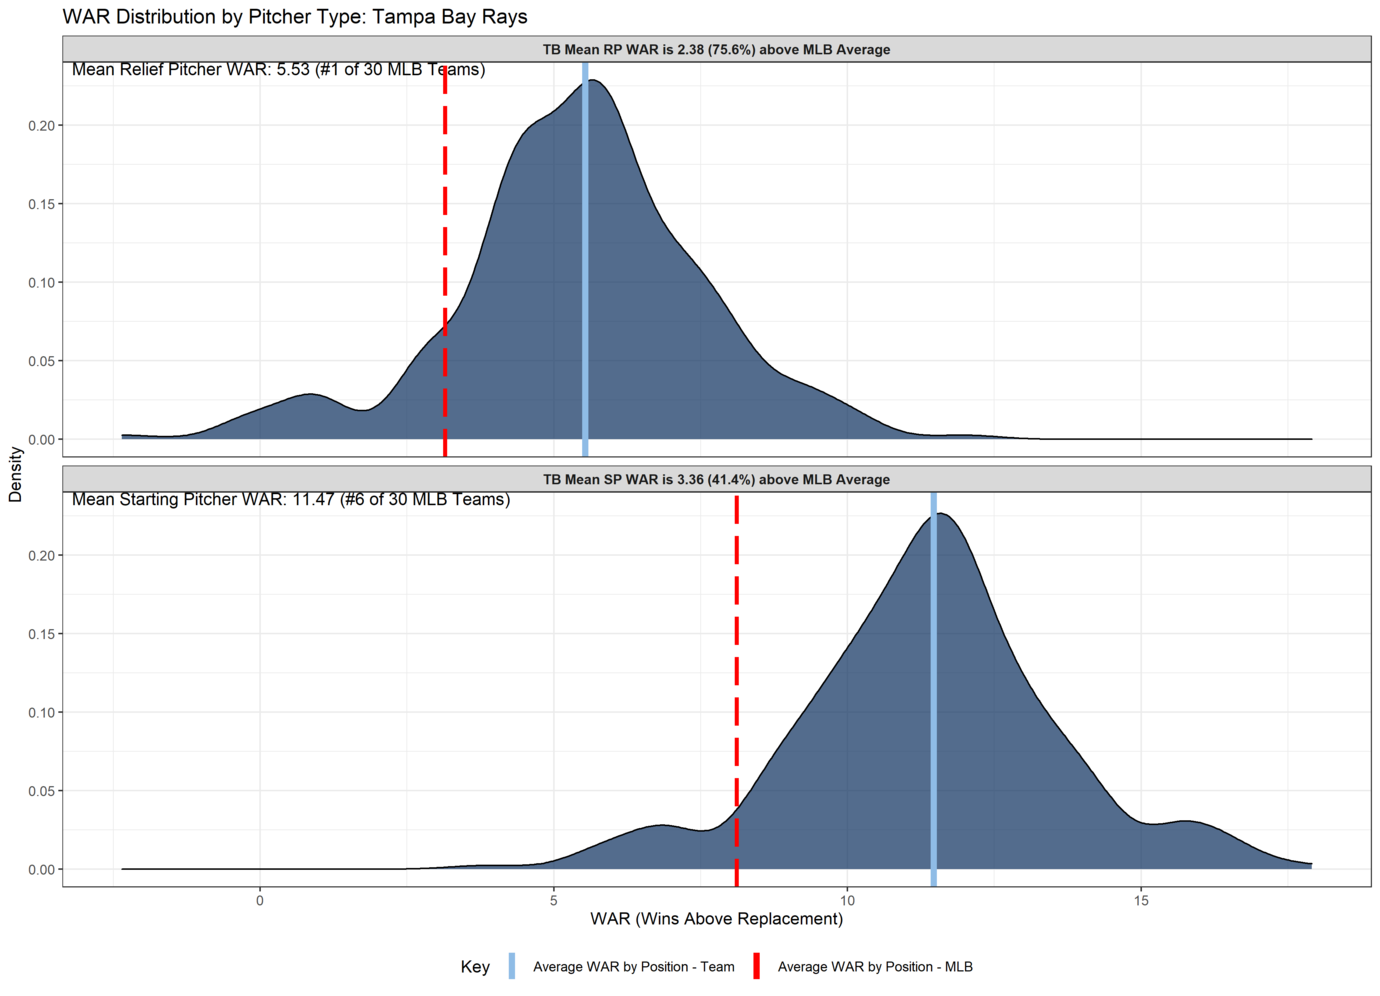 WAR Distribution by Pitcher Type: Tampa Bay Rays
TB Mean RP WAR is 2.38 (75.6%) above MLB Average
Mean Relief Pitcher WAR: 5.53 (#1 of 30 MLB Teams)
0.20
0.15
0.10
0.05
0.00
Density
TB Mean SP WAR is 3.36 (41.4%) above MLB Average
Mean Starting Pitcher WAR: 11.47 (#6 of 30 MLB Teams)
0.20
0.15
0.10
0.05
0.00
0 5 10 15
WAR (Wins Above Replacement)
Key Average WAR by Position - Team Average WAR by Position - MLB